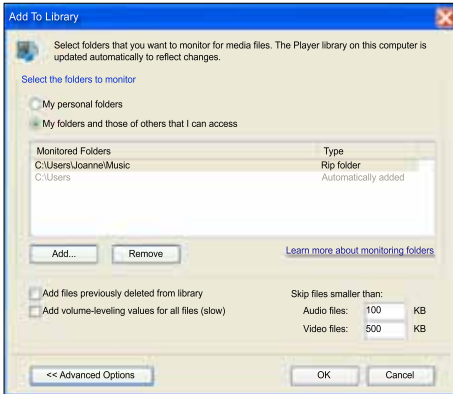 Add To Library
Select folders that you want to monitor for media files. The Player library on this computer is
updated automatically to reflect changes.
Select the folders to monitor
My personal folders
My folders and those of others that I can access
Monitored Folders Type
C:\Users\Joanne\Music Rip folder
C:\Users Automatically added
Add... Remove Learn more about monitoring folders
Add files previously deleted from library Skip files smaller than:
Add volume-leveling values for all files (slow) Audio files: 100 KB
Video files: 500 KB
<< Advanced Options OK Cancel